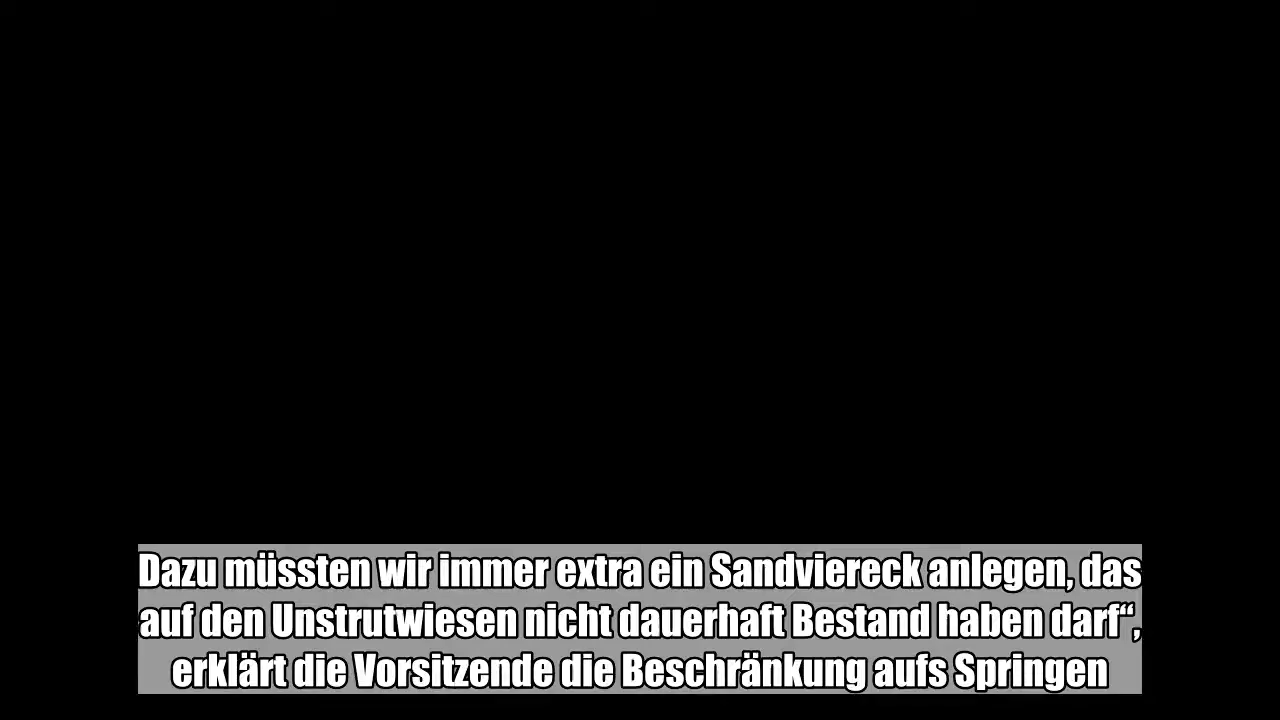 Dazu müssten wir immer extra ein Sandviereck anlegen, das
auf den Unstrutwiesen nicht dauerhaft Bestand haben darf“,
erklärt die Vorsitzende die Beschränkung aufs Springen